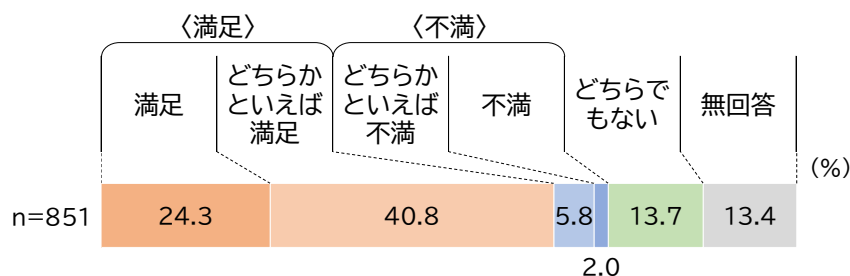 〈満足〉 〈不満〉
満足
どちらか
といえば
満足
どちらか
といえば
不満
不満
どちらで
もない
無回答
(%)
n=851 24.3 40.8 5.8 13.7 13.4
2.0